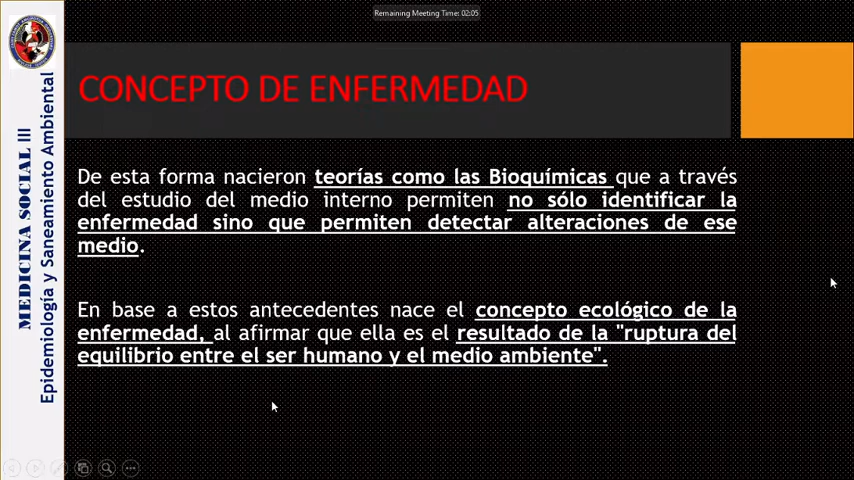 Remaining Meeting Time: 02:05
MEDICINA SOCIAL III
Epidemiología y Saneamiento Ambiental
CONCEPTO DE ENFERMEDAD
De esta forma nacieron teorías como las Bioquímicas que a través
del estudio del medio interno permiten no sólo identificar la
enfermedad sino que permiten detectar alteraciones de ese
medio.
En base a estos antecedentes nace el concepto ecológico de la
enfermedad, al afirmar que ella es el resultado de la "ruptura del
equilibrio entre el ser humano y el medio ambiente".